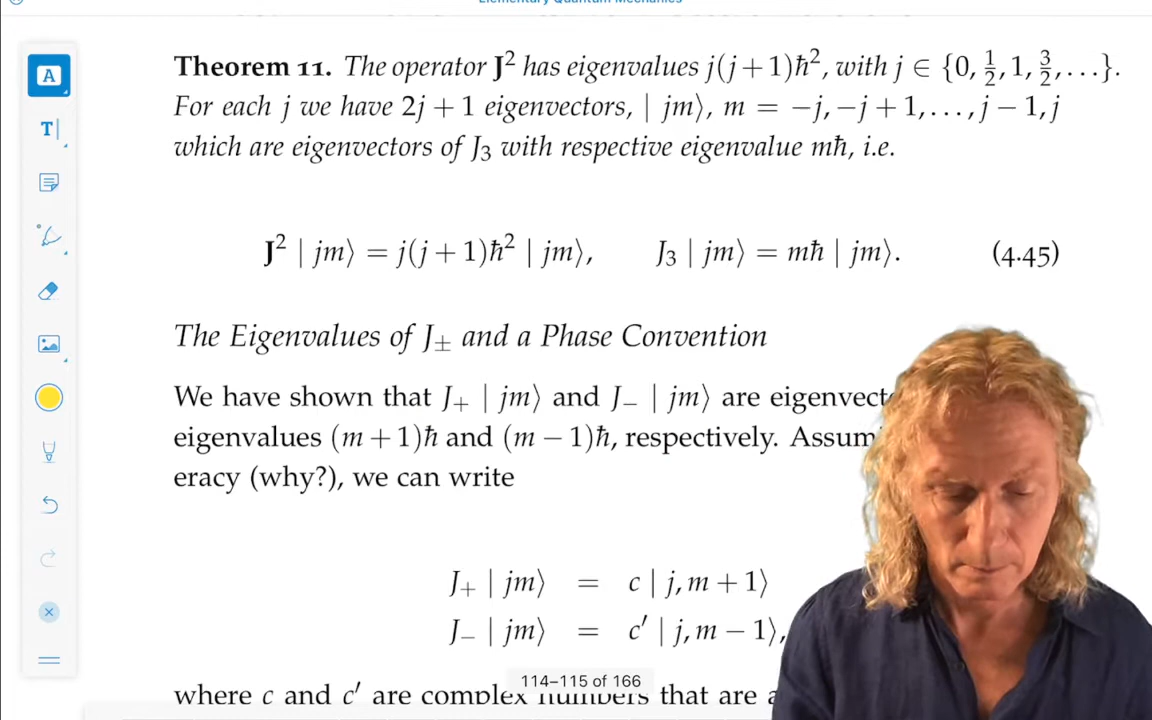 Elementary Quantum Mechanics
A
T
Theorem 11. The operator J² has eigenvalues j(j+1)ħ², with j ∈ {0, 1/2, 1, 3/2, ...}.
For each j we have 2j + 1 eigenvectors, | jm⟩, m = −j, −j + 1, ..., j − 1, j
which are eigenvectors of J₃ with respective eigenvalue mħ, i.e.
J² | jm⟩ = j(j + 1)ħ² | jm⟩, J₃ | jm⟩ = mħ | jm⟩. (4.45)
The Eigenvalues of J± and a Phase Convention
We have shown that J₊ | jm⟩ and J₋ | jm⟩ are
eigenvalues (m + 1)ħ and (m − 1)ħ, respectively.
eracy (why?), we can write
J₊ | jm⟩ = c | j, m + 1⟩
J₋ | jm⟩ = c′ | j, m − 1⟩,
114–115 of 166
where c and c′ are complex numbers that are